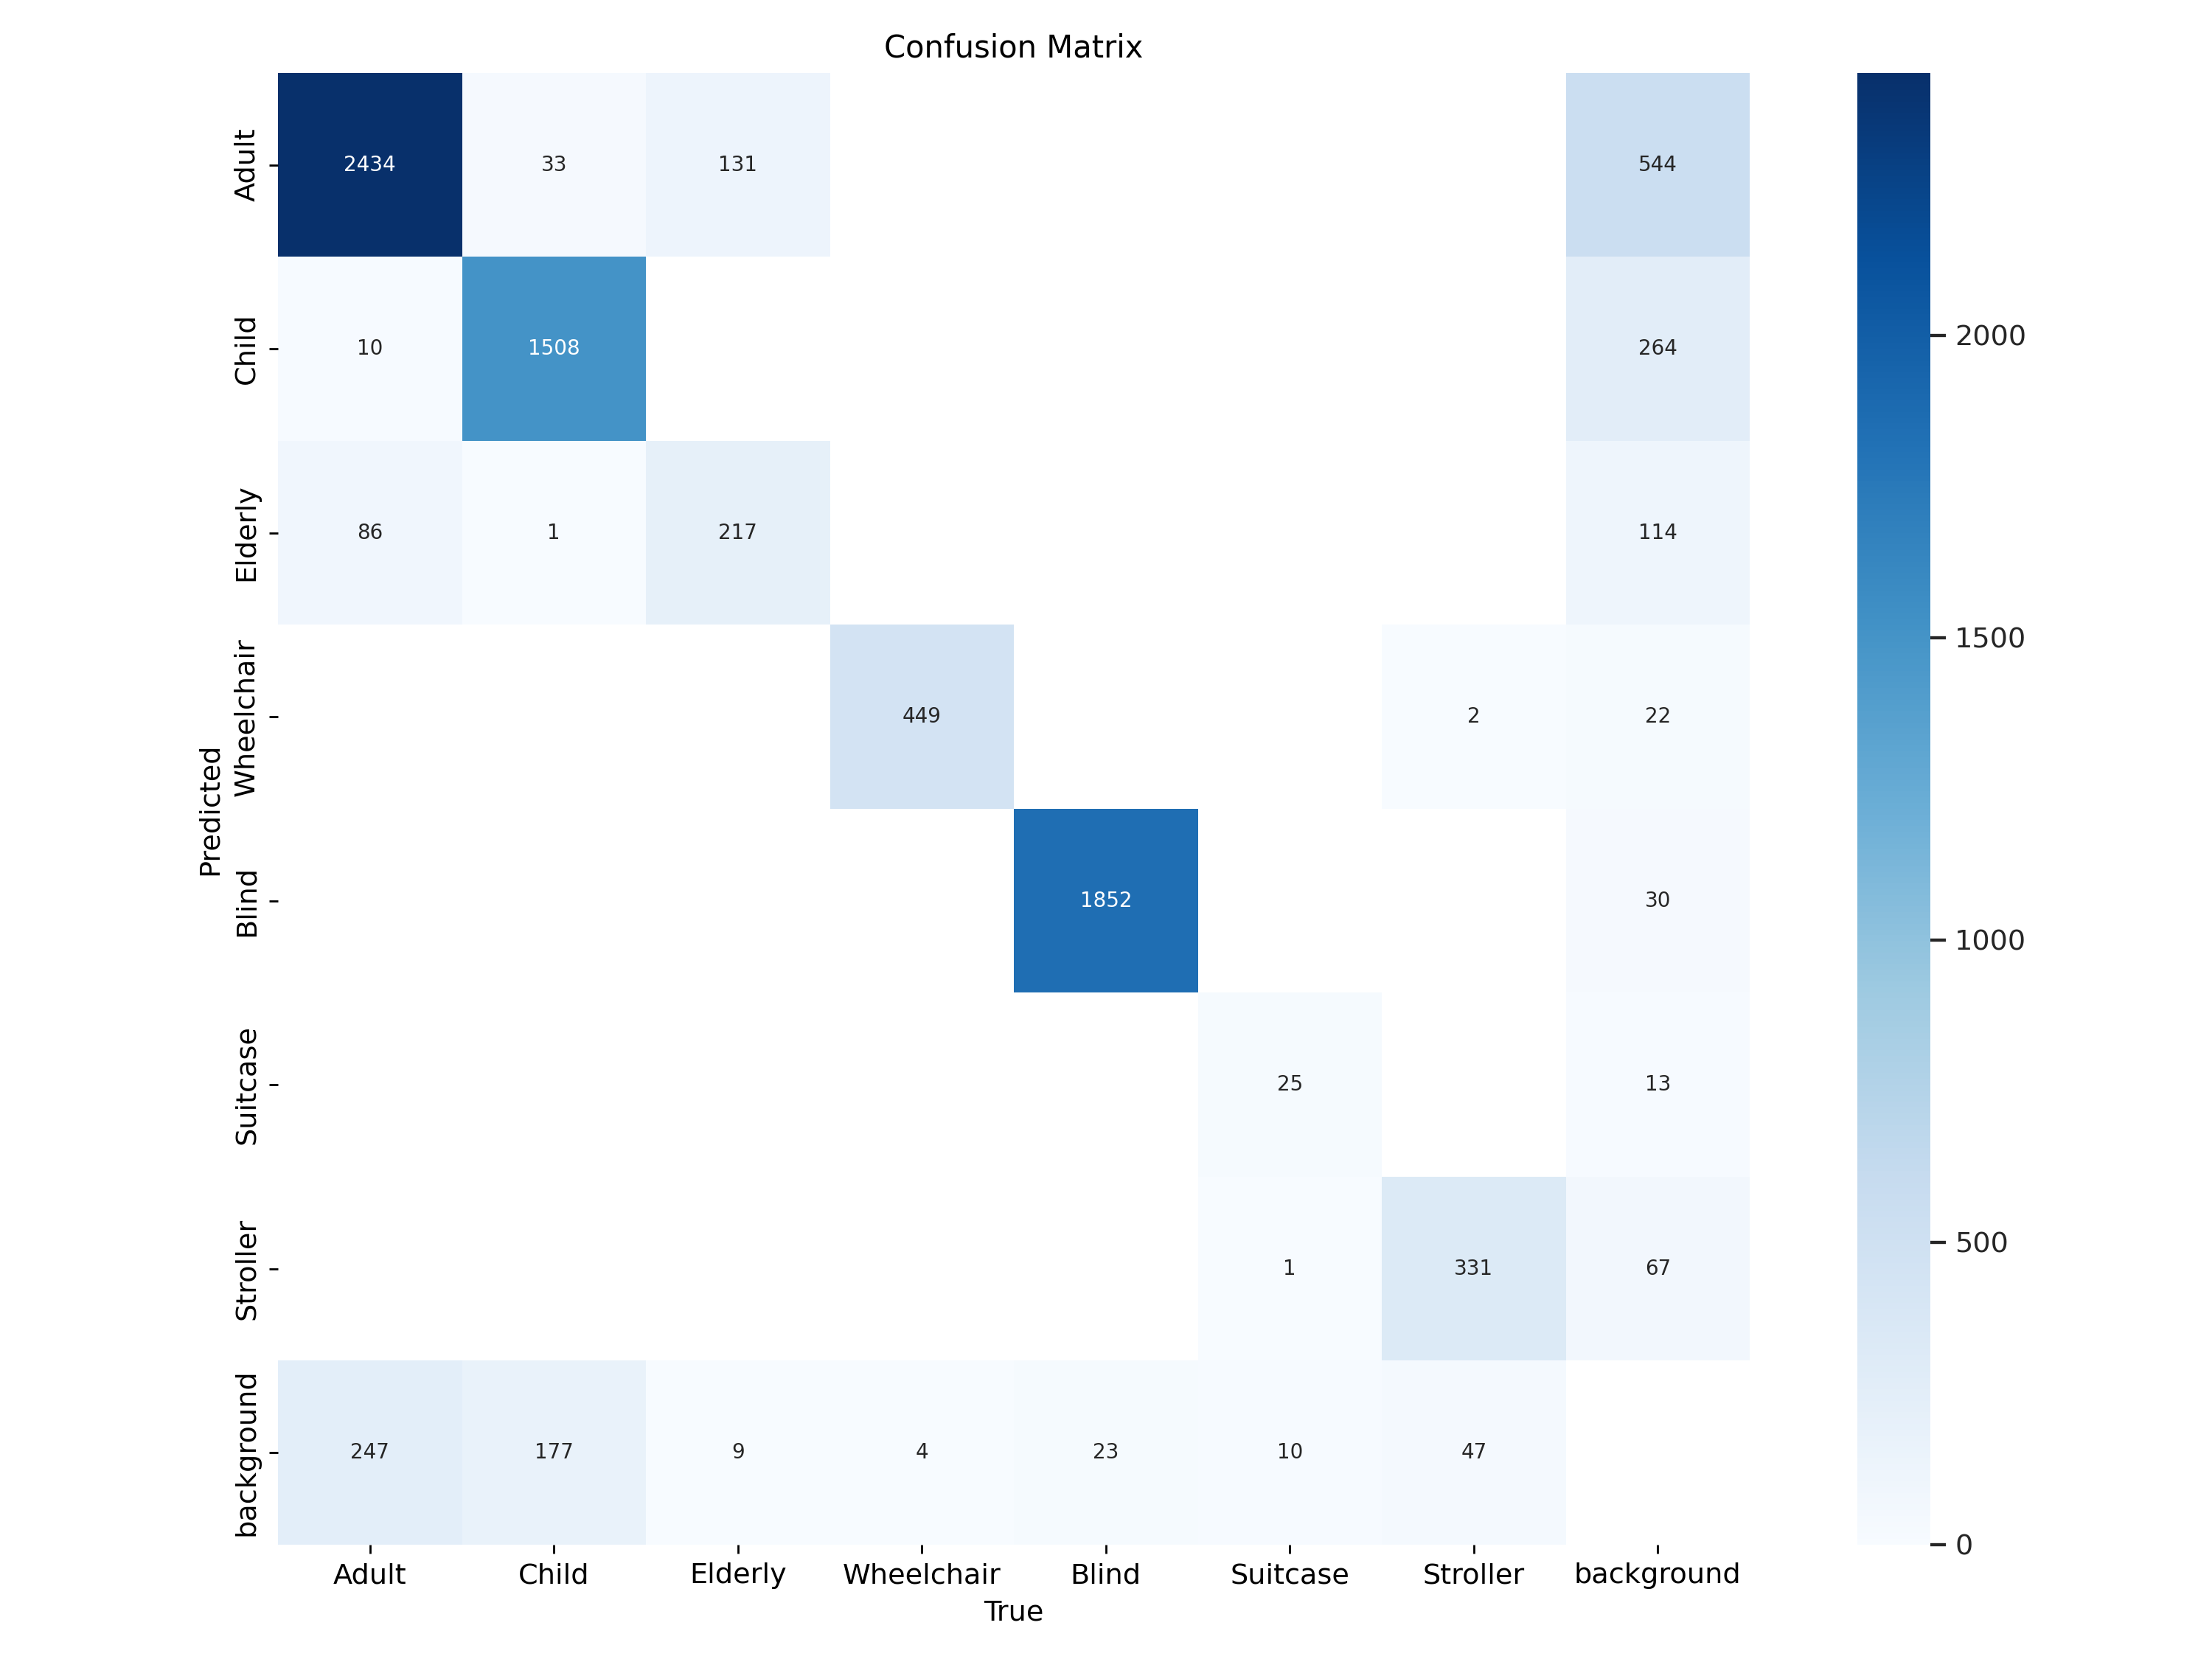 Confusion Matrix
Adult
2434 33 131 544
Child
10 1508 264
2000
Elderly
86 1 217 114
1500
Wheelchair
449 2 22
Predicted
Blind
1852 30
1000
Suitcase
25 13
Stroller
1 331 67
500
background
247 177 9 4 23 10 47
0
Adult Child Elderly Wheelchair Blind Suitcase Stroller background
True